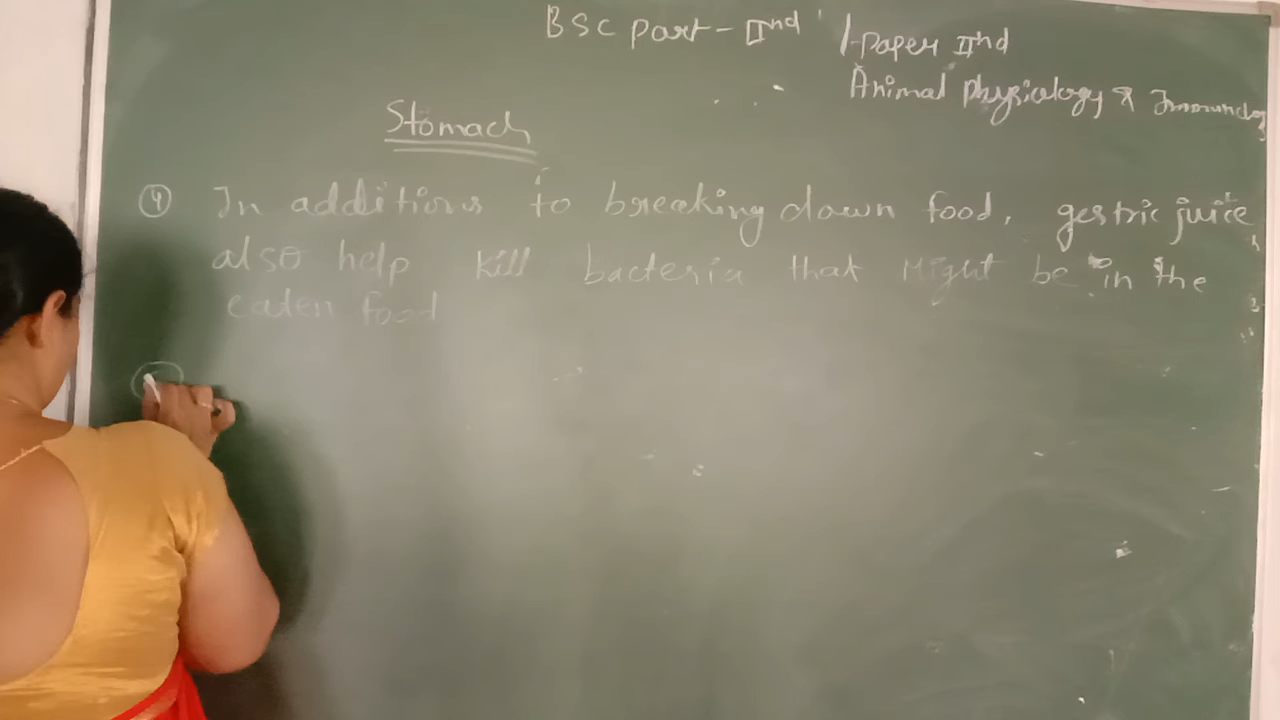 BSC Part - IInd / Paper IInd
Animal Physiology &
Stomach
④ In additions to breaking down food, gestric juice
also help kill bacteria that Might be in the
eaten food